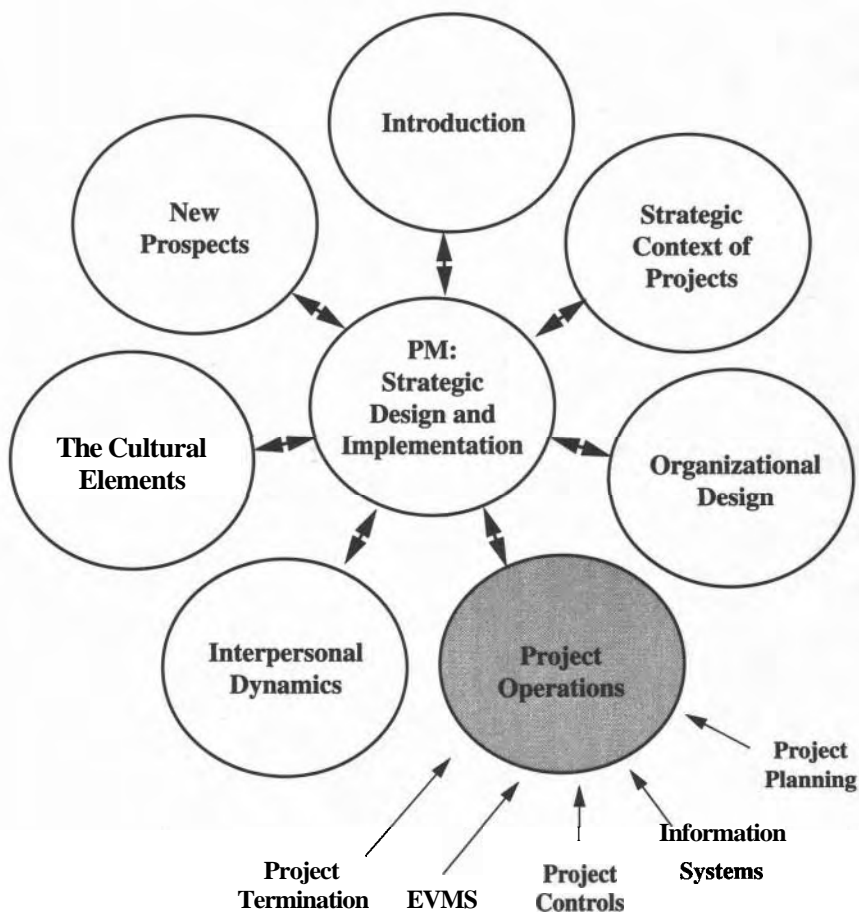 Introduction
New
Prospects
Strategic
Context of
Projects
PM:
Strategic
Design and
Implementation
The Cultural
Elements
Organizational
Design
Interpersonal
Dynamics
Project
Operations
Project
Planning
Information
Systems
Project
Controls
EVMS
Project
Termination